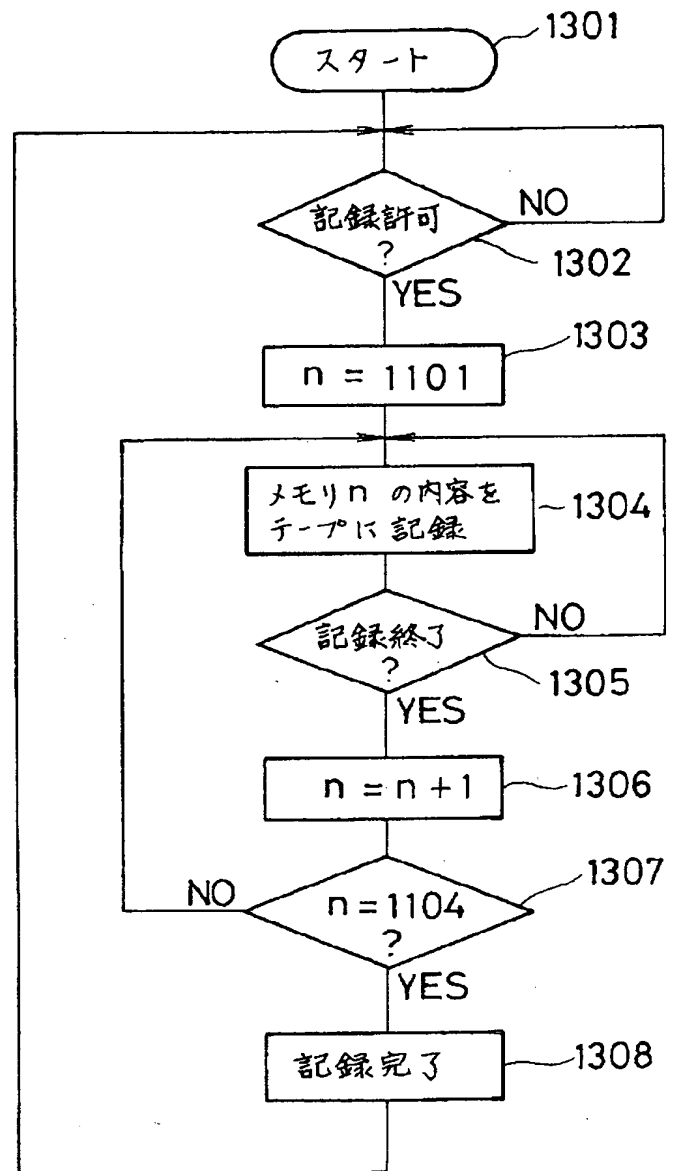 1301
スタート
記録許可
?
NO
1302
YES
1303
n = 1101
メモリnの内容を
テープに記録
1304
記録終了
?
NO
1305
YES
n = n + 1
1306
1307
NO
n = 1104
?
YES
記録完了
1308